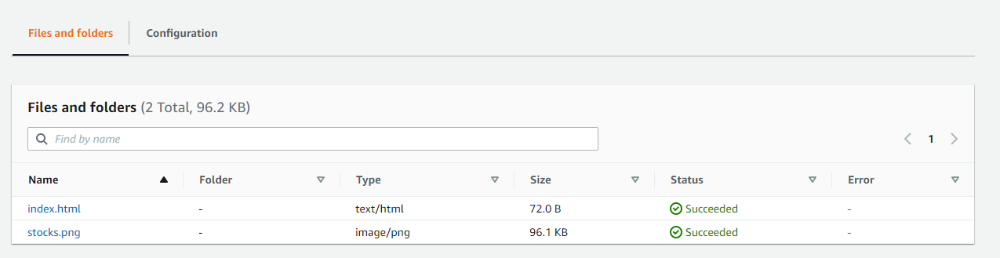 Files and folders Configuration
Files and folders (2 Total, 96.2 KB)
Find by name 1
Name Folder Type Size Status Error
index.html - text/html 72.0 B Succeeded -
stocks.png - image/png 96.1 KB Succeeded -